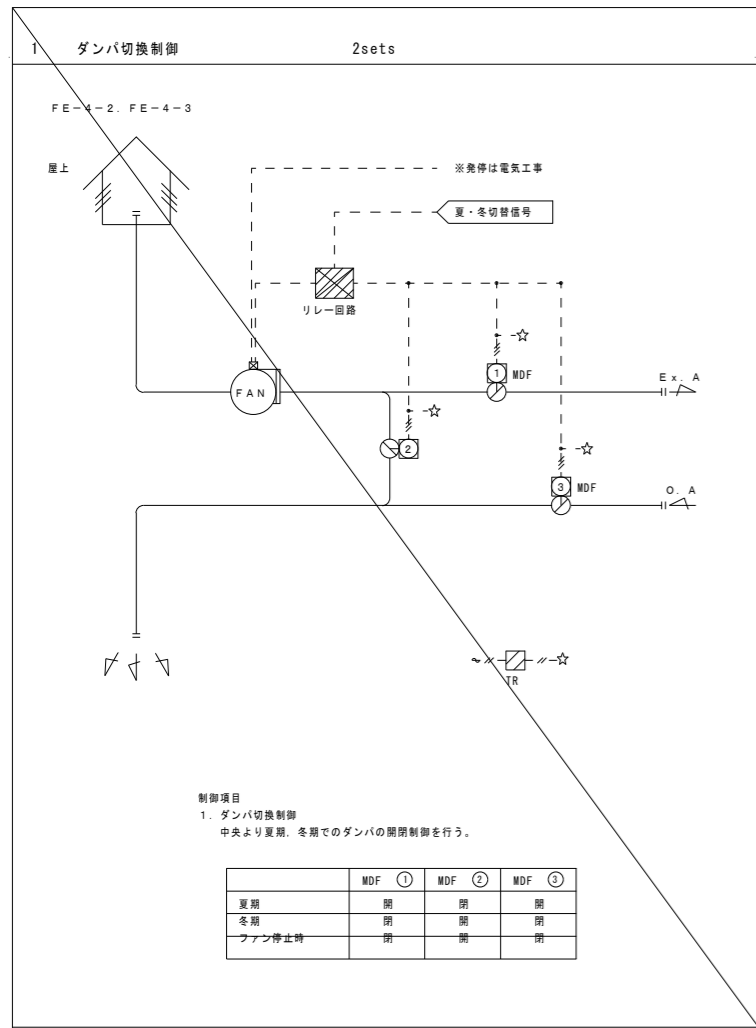 1 ダンパ切換制御 2sets
FE-4-2. FE-4-3
屋上
※発停は電気工事
夏・冬切替信号
リレー回路
1 MDF
Ex. A
FAN
2
3 MDF
O. A
TR
制御項目
1. ダンパ切換制御
中央より夏期. 冬期でのダンパの開閉制御を行う。
MDF ① MDF ② MDF ③
夏期 開 閉 開
冬期 閉 開 閉
ファン停止時 閉 開 閉